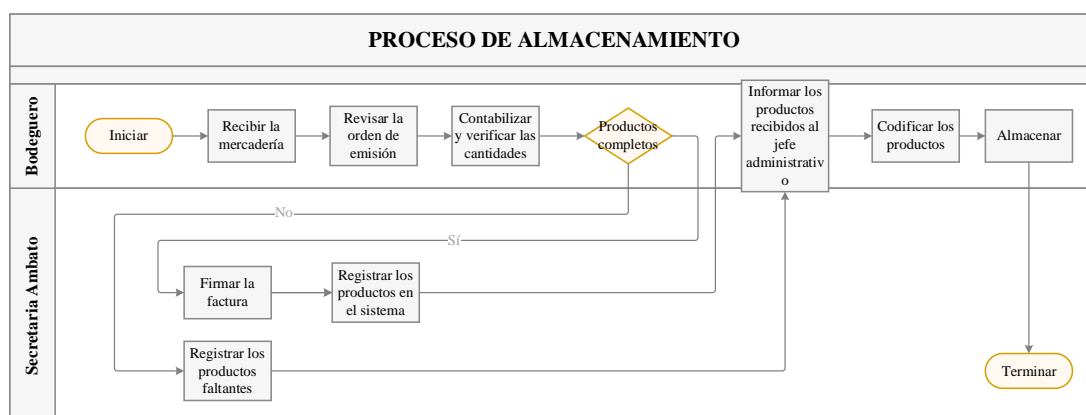 PROCESO DE ALMACENAMIENTO
Bodeguero
Iniciar
Recibir la
mercadería
Revisar la
orden de
emisión
Contabilizar
y verificar las
cantidades
Productos
completos
Informar los
productos
recibidos al
jefe
administrativ
o
Codificar los
productos
Almacenar
Secretaria Ambato
No
Sí
Firmar la
factura
Registrar los
productos en
el sistema
Registrar los
productos
faltantes
Terminar